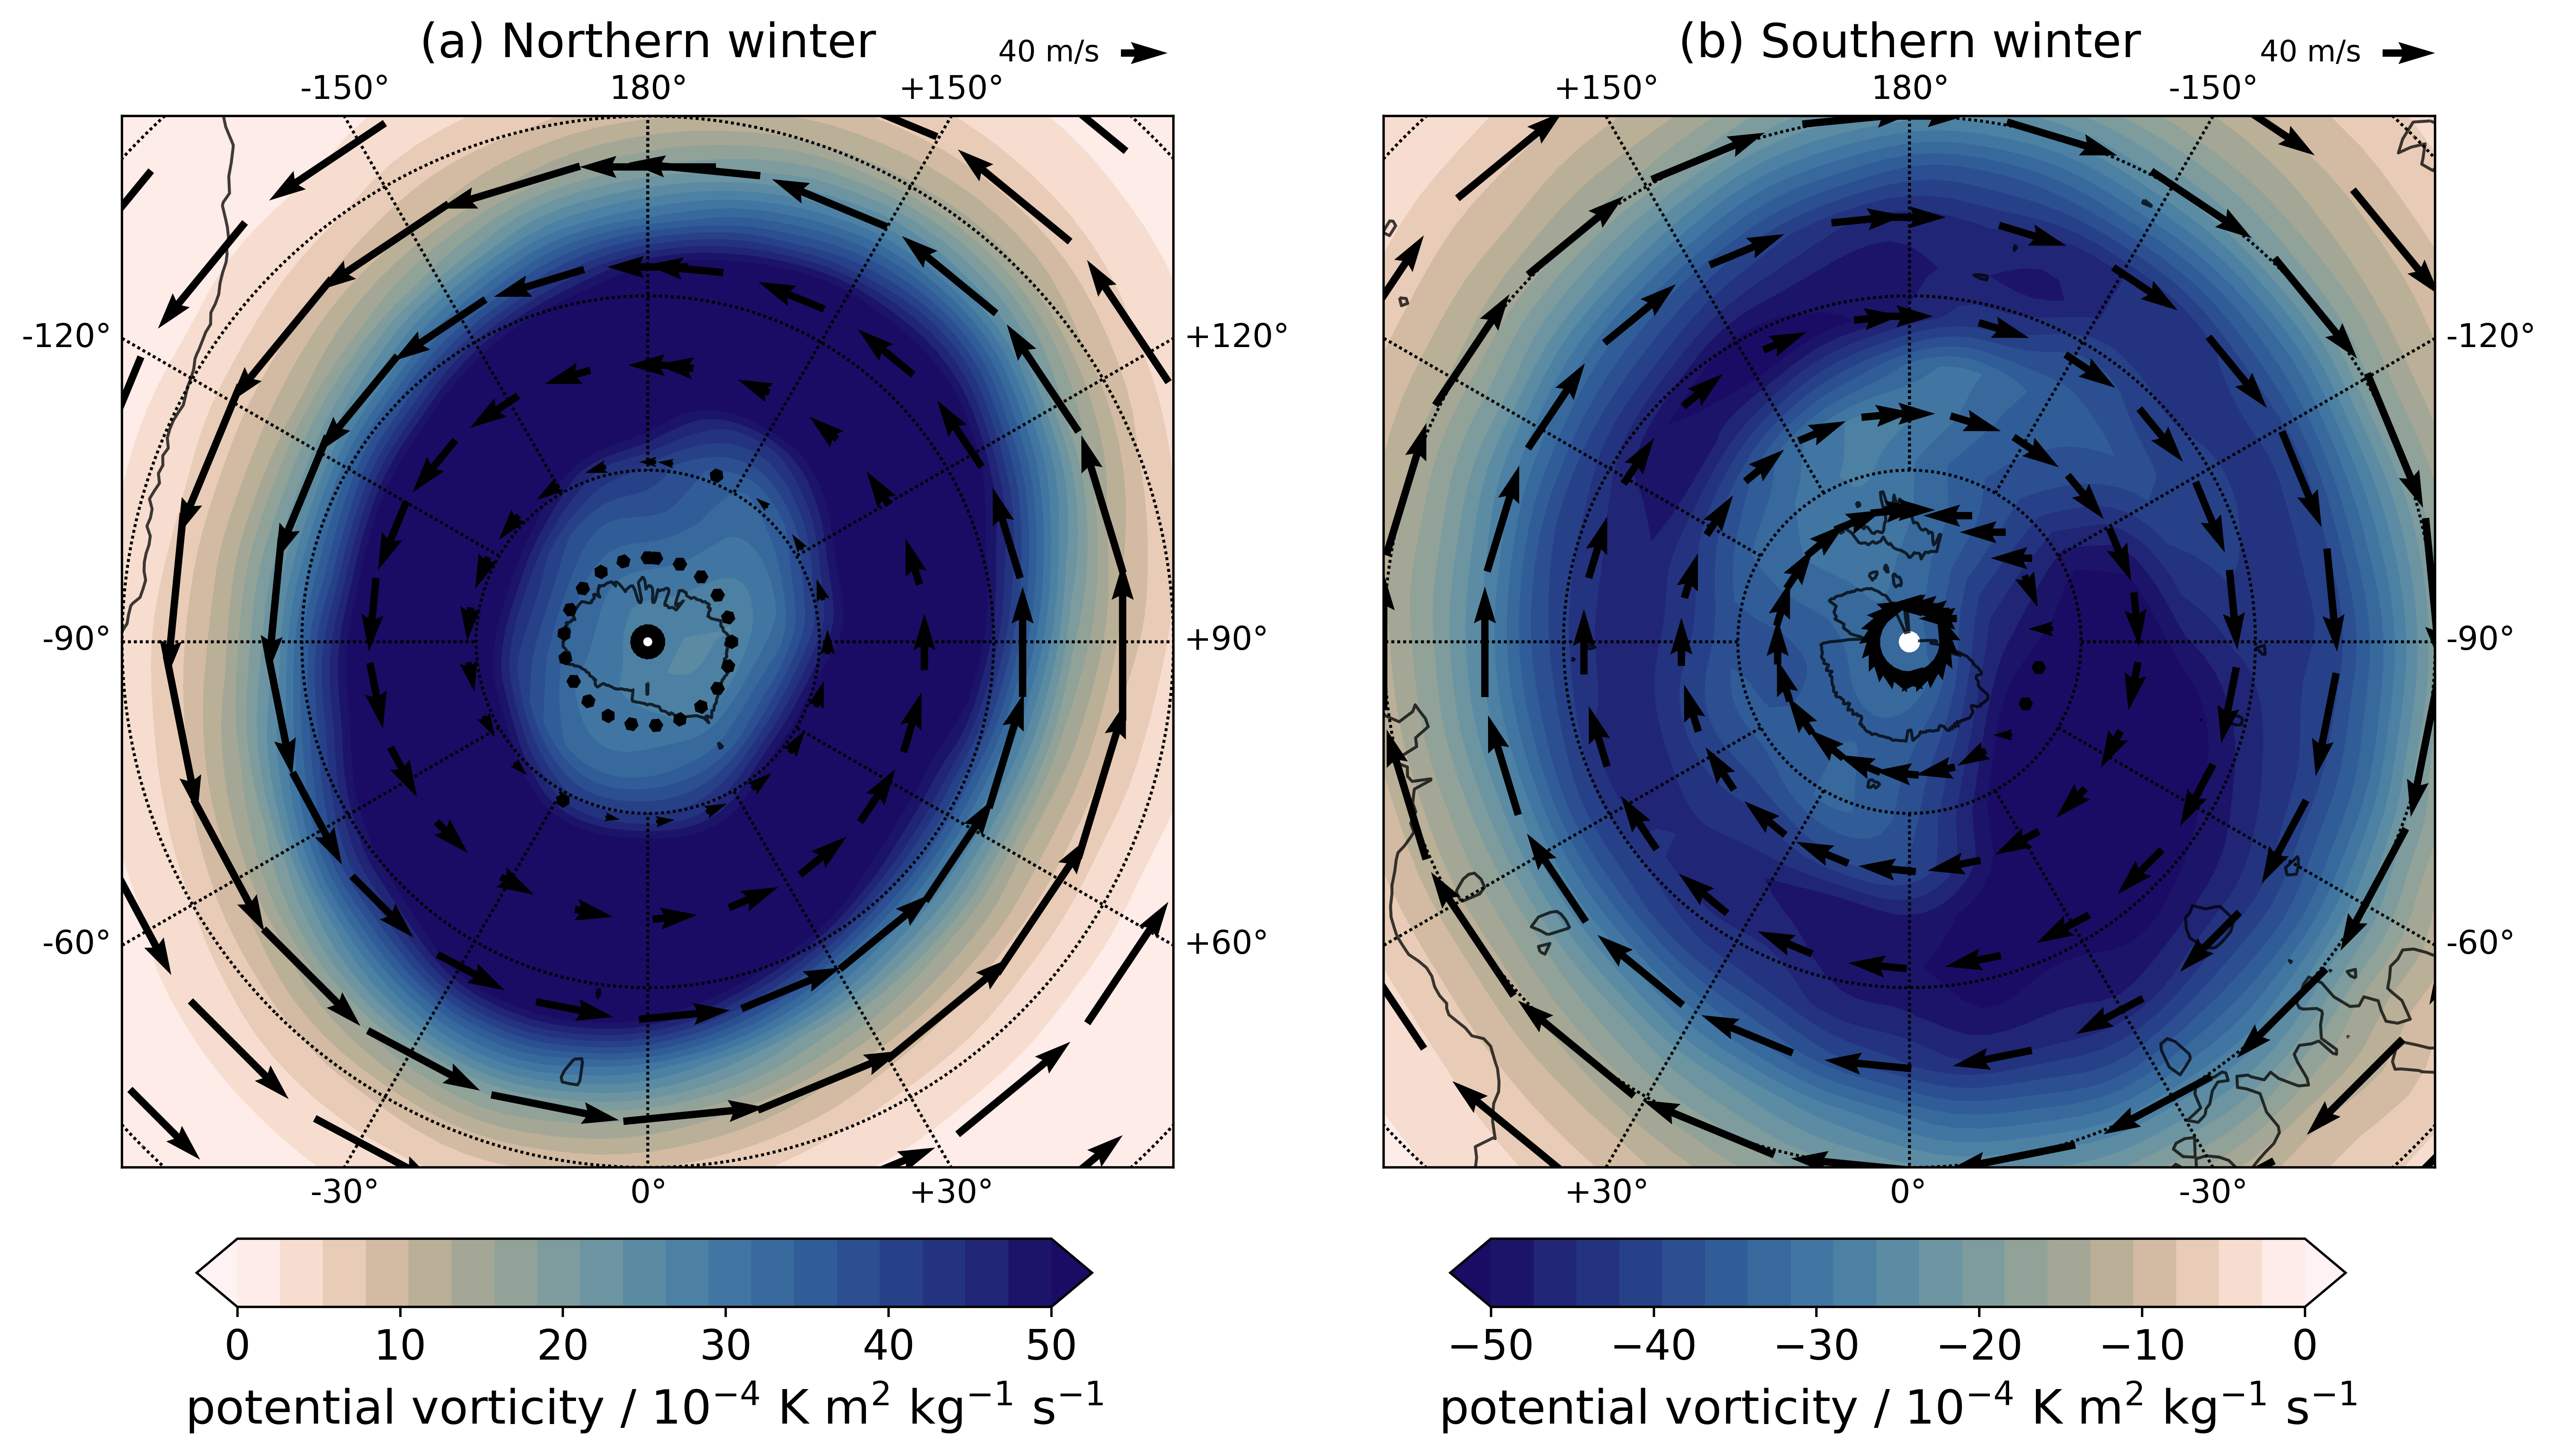 (a) Northern winter
40 m/s
(b) Southern winter
40 m/s
-150° 180° +150°
+150° 180° -150°
-120° +120°
-120°
-90° +90°
-90°
-60° +60°
-60°
-30° 0° +30°
+30° 0° -30°
0 10 20 30 40 50
−50 −40 −30 −20 −10 0
potential vorticity / 10⁻⁴ K m² kg⁻¹ s⁻¹
potential vorticity / 10⁻⁴ K m² kg⁻¹ s⁻¹